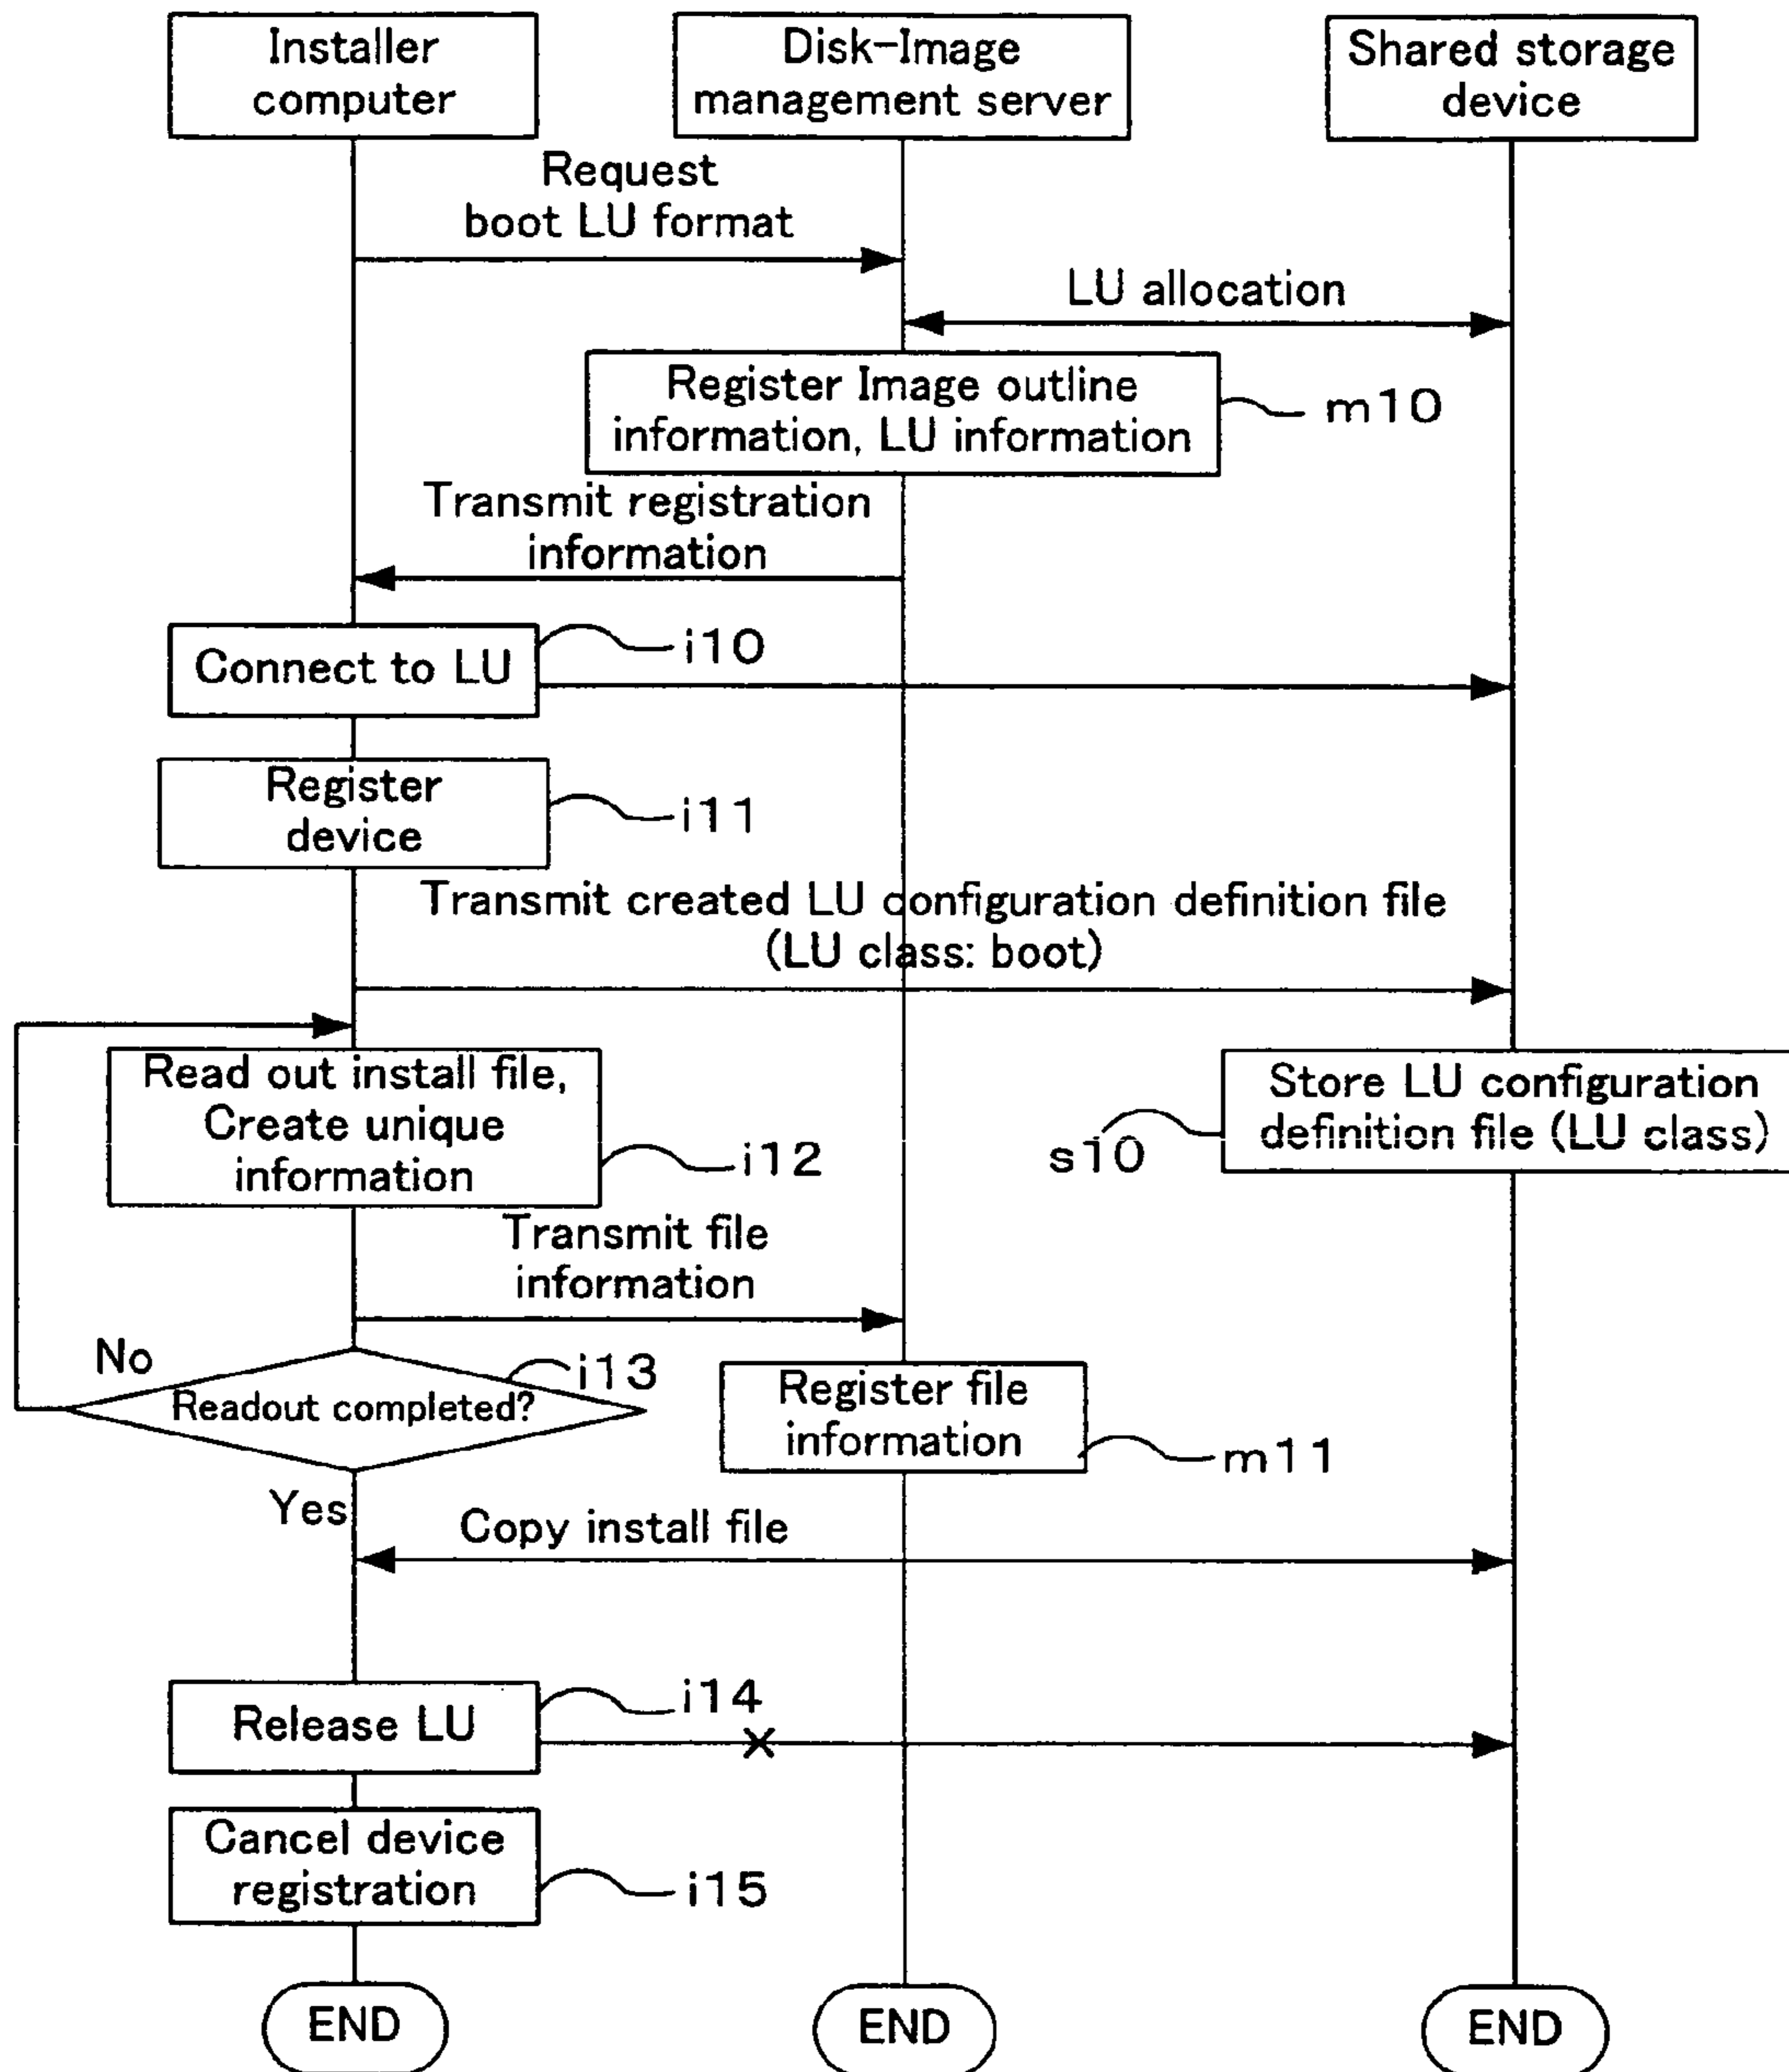 Installer
computer
Disk-Image
management server
Shared storage
device
Request
boot LU format
LU allocation
Register Image outline
information, LU information
m10
Transmit registration
information
Connect to LU
i10
Register
device
i11
Transmit created LU configuration definition file
(LU class: boot)
Read out install file,
Create unique
information
i12
Store LU configuration
definition file (LU class)
s10
Transmit file
information
No
Readout completed?
i13
Register file
information
m11
Yes
Copy install file
Release LU
i14
Cancel device
registration
i15
END
END
END